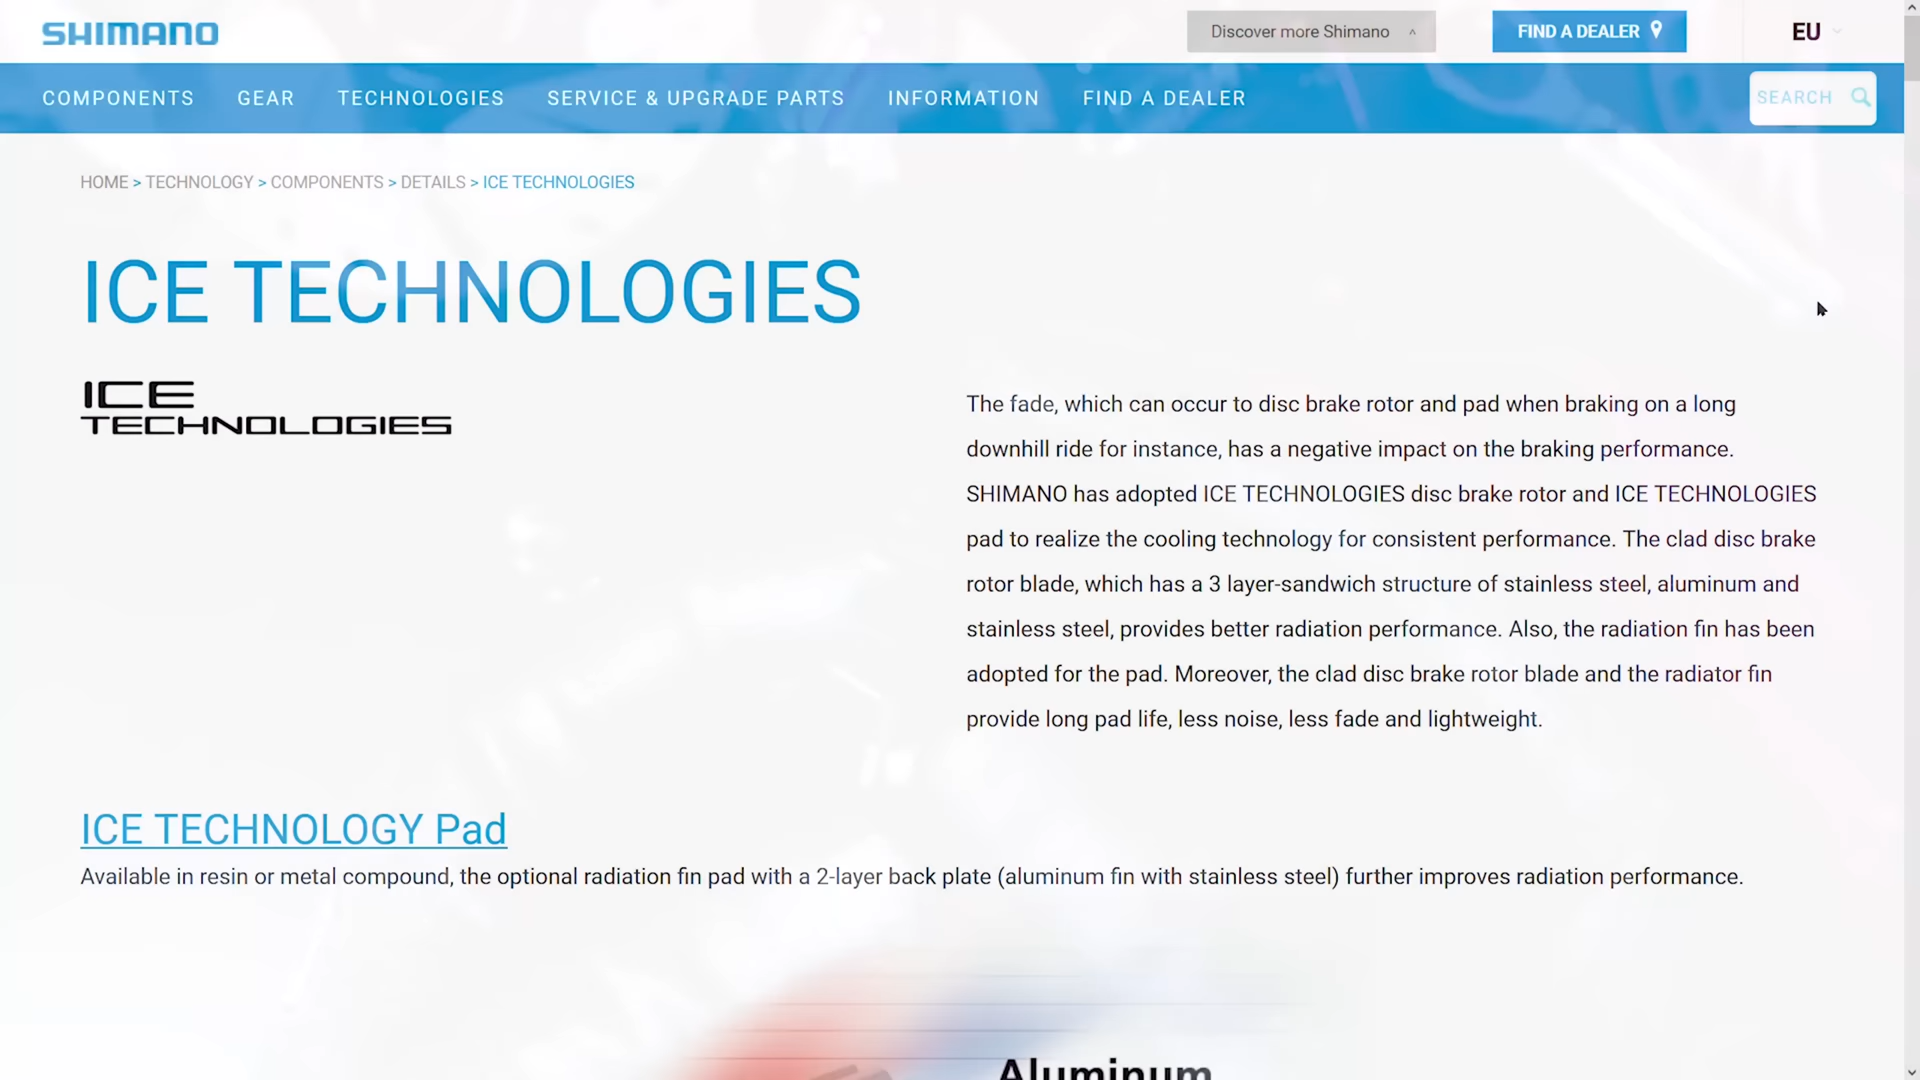 SHIMANO
Discover more Shimano
FIND A DEALER
EU
COMPONENTS
GEAR
TECHNOLOGIES
SERVICE & UPGRADE PARTS
INFORMATION
FIND A DEALER
SEARCH
HOME > TECHNOLOGY > COMPONENTS > DETAILS > ICE TECHNOLOGIES
ICE TECHNOLOGIES
ICE
TECHNOLOGIES
The fade, which can occur to disc brake rotor and pad when braking on a long
downhill ride for instance, has a negative impact on the braking performance.
SHIMANO has adopted ICE TECHNOLOGIES disc brake rotor and ICE TECHNOLOGIES
pad to realize the cooling technology for consistent performance. The clad disc brake
rotor blade, which has a 3 layer-sandwich structure of stainless steel, aluminum and
stainless steel, provides better radiation performance. Also, the radiation fin has been
adopted for the pad. Moreover, the clad disc brake rotor blade and the radiator fin
provide long pad life, less noise, less fade and lightweight.
ICE TECHNOLOGY Pad
Available in resin or metal compound, the optional radiation fin pad with a 2-layer back plate (aluminum fin with stainless steel) further improves radiation performance.
Aluminum